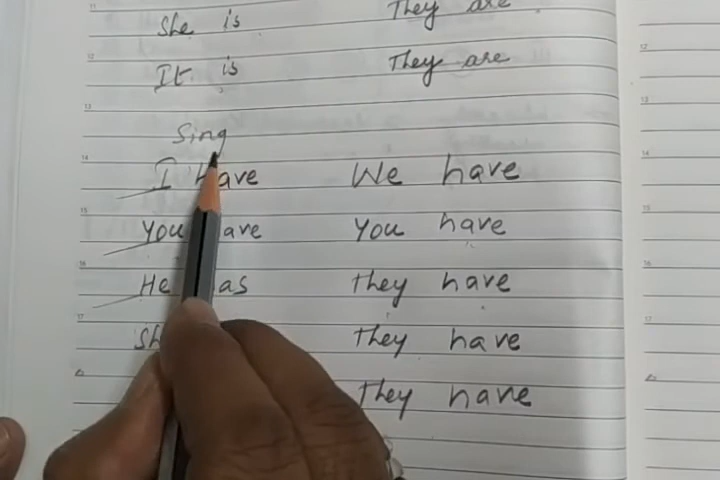 She is They are
It is They are
Sing
I have We have
You have You have
He has they have
they have
they have